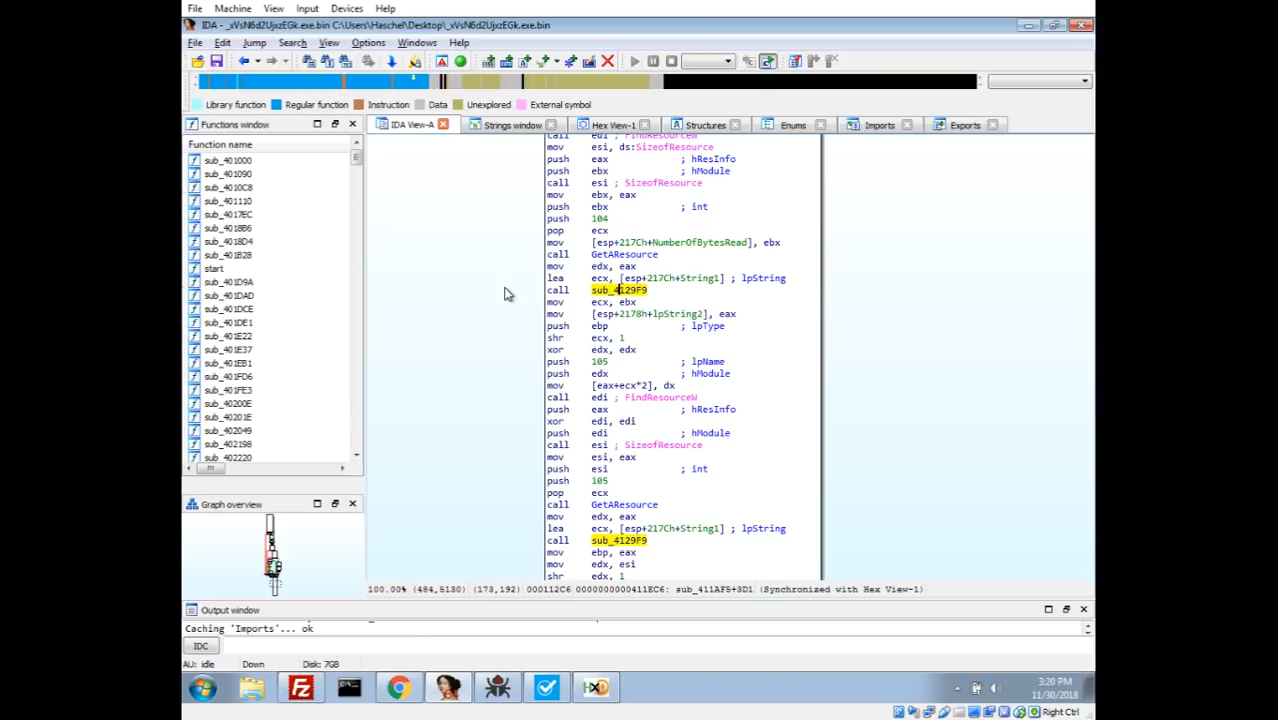 File Machine View Input Devices Help
IDA - _xVsN6d2UjxzEGk.exe.bin C:\Users\Haschel\Desktop\_xVsN6d2UjxzEGk.exe.bin
File Edit Jump Search View Options Windows Help
Library function Regular function Instruction Data Unexplored External symbol
Functions window
IDA View-A Strings window Hex View-1 Structures Enums Imports Exports
Function name
sub_401000
sub_401090
sub_4010C8
sub_401110
sub_4017EC
sub_4018B6
sub_4018D4
sub_401B28
start
sub_401D9A
sub_401DAD
sub_401DCE
sub_401DE1
sub_401E22
sub_401E37
sub_401EB1
sub_401FD6
sub_401FE3
sub_40200E
sub_40201E
sub_402049
sub_402198
sub_402220
call edi ; FindResourceW
mov esi, ds:SizeofResource
push eax ; hResInfo
push ebx ; hModule
call esi ; SizeofResource
mov ebx, eax
push ebx ; int
push 104
pop ecx
mov [esp+217Ch+NumberOfBytesRead], ebx
call GetAResource
mov edx, eax
lea ecx, [esp+217Ch+String1] ; lpString
call sub_4129F9
mov ecx, ebx
mov [esp+2178h+lpString2], eax
push ebp ; lpType
shr ecx, 1
xor edx, edx
push 105 ; lpName
push edx ; hModule
mov [eax+ecx*2], dx
call edi ; FindResourceW
push eax ; hResInfo
xor edi, edi
push edi ; hModule
call esi ; SizeofResource
mov esi, eax
push esi ; int
push 105
pop ecx
call GetAResource
mov edx, eax
lea ecx, [esp+217Ch+String1] ; lpString
call sub_4129F9
mov ebp, eax
mov edx, esi
shr edx, 1
Graph overview
100.00% (484,5130) (173,192) 000112C6 0000000000411EC6: sub_411AF5+3D1 (Synchronized with Hex View-1)
Output window
Caching 'Imports'... ok
IDC
AU: idle Down Disk: 7GB
3:20 PM
11/30/2018
Right Ctrl